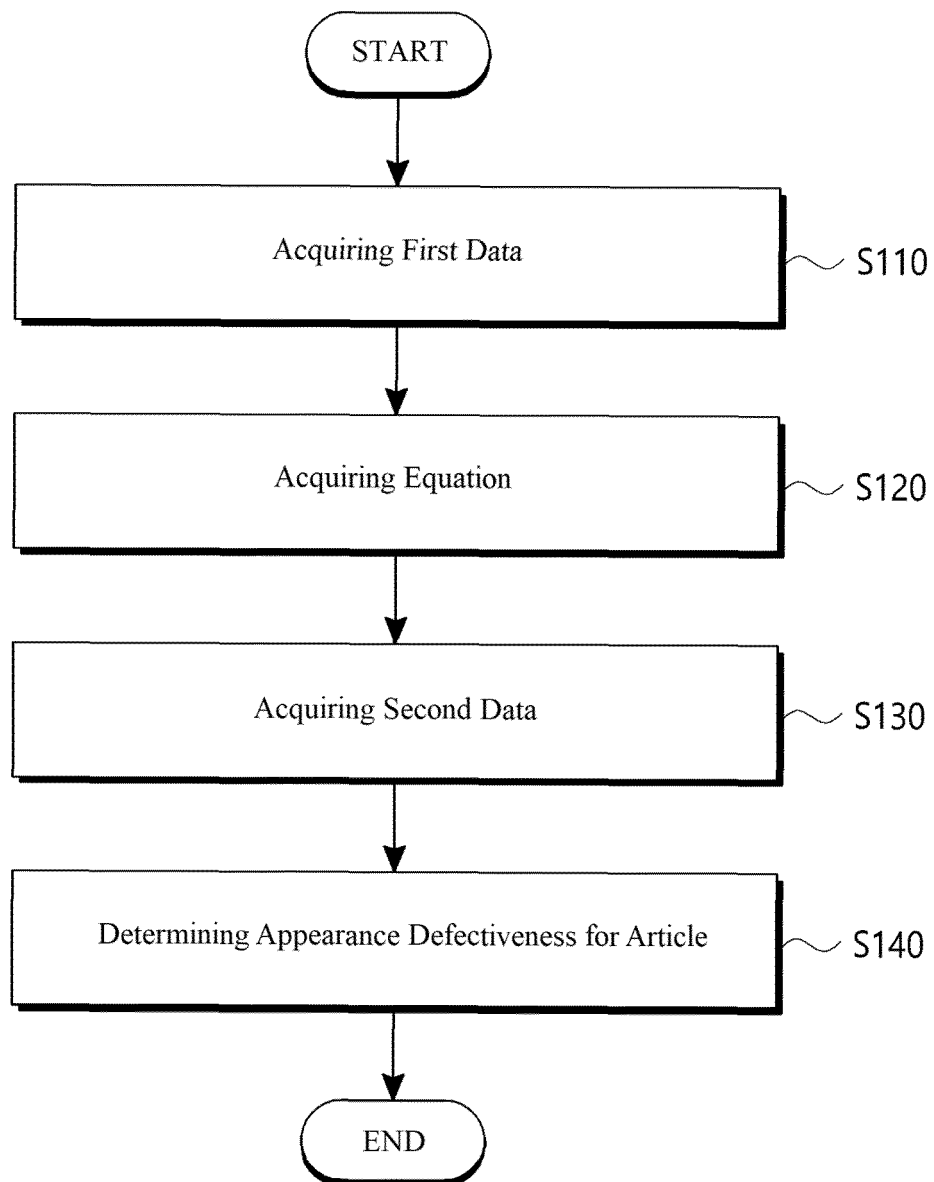 START
Acquiring First Data
S110
Acquiring Equation
S120
Acquiring Second Data
S130
Determining Appearance Defectiveness for Article
S140
END